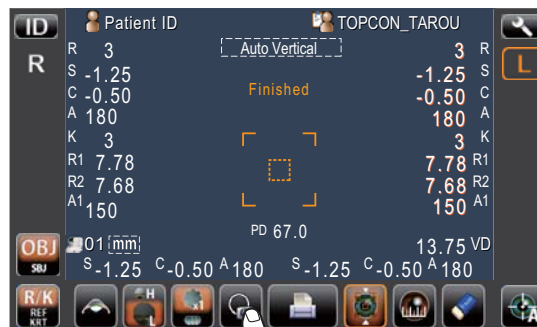 ID Patient ID TOPCON_TAROU
R R 3 Auto Vertical 3 R L
S -1.25 -1.25 S
C -0.50 Finished -0.50 C
A 180 180 A
K 3 3 K
R1 7.78 7.78 R1
R2 7.68 7.68 R2
A1 150 150 A1
PD 67.0
OBJ 01 mm 13.75 VD
SBJ S -1.25 C -0.50 A 180 S -1.25 C -0.50 A 180
R/K H
REF L
KRT A